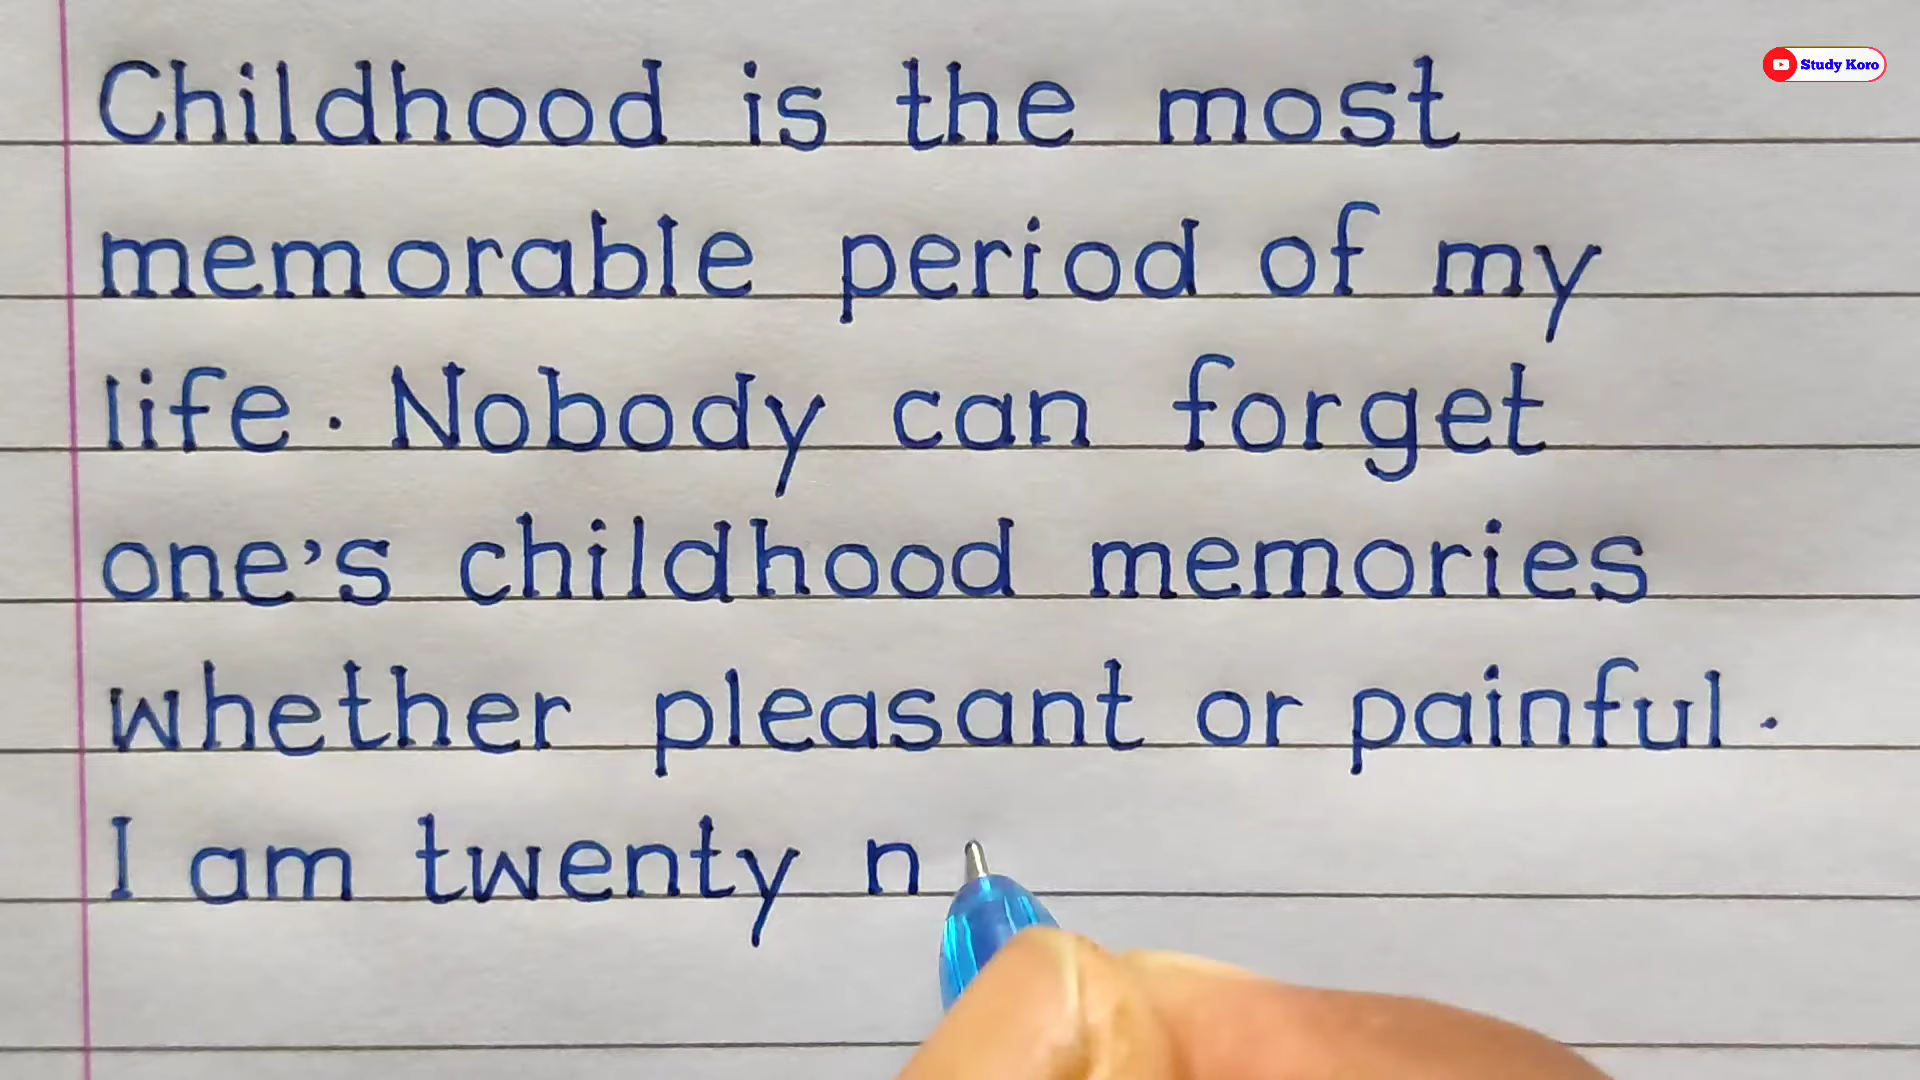 Childhood is the most
memorable period of my
life. Nobody can forget
one's childhood memories
whether pleasant or painful.
I am twenty n
Study Koro